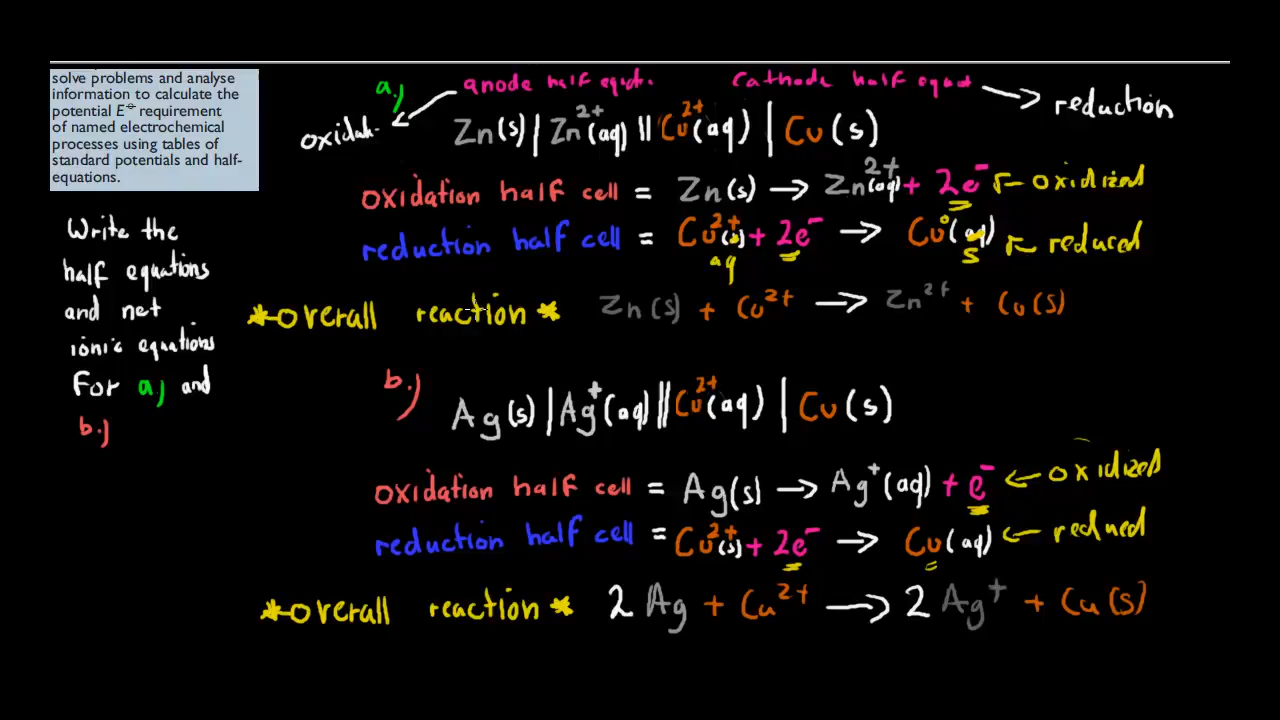 solve problems and analyse
information to calculate the
potential E⦵ requirement
of named electrochemical
processes using tables of
standard potentials and half-
equations.
Write the
half equations
and net
ionic equations
For a.) and
b.)
a.)
anode half equat.
Cathode half equat
oxidat.
reduction
Zn(s) | Zn²⁺(aq) || Cu²⁺(aq) | Cu(s)
oxidation half cell = Zn(s) → Zn²⁺(aq) + 2e⁻ ← oxidized
reduction half cell = Cu²⁺(s) + 2e⁻ → Cu°(aq) ← reduced
aq s
*overall reaction* Zn(s) + Cu²⁺ → Zn²⁺ + Cu(s)
b.)
Ag(s) | Ag⁺(aq) || Cu²⁺(aq) | Cu(s)
oxidation half cell = Ag(s) → Ag⁺(aq) + e⁻ ← oxidized
reduction half cell = Cu²⁺(s) + 2e⁻ → Cu(aq) ← reduced
*overall reaction* 2Ag + Cu²⁺ → 2Ag⁺ + Cu(s)